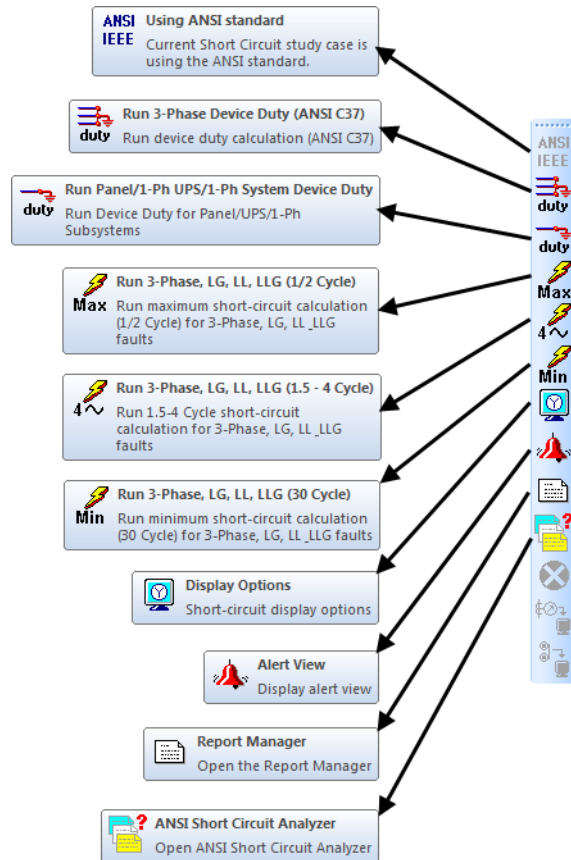 ANSI
IEEE
Using ANSI standard
Current Short Circuit study case is
using the ANSI standard.
duty
Run 3-Phase Device Duty (ANSI C37)
Run device duty calculation (ANSI C37)
duty
Run Panel/1-Ph UPS/1-Ph System Device Duty
Run Device Duty for Panel/UPS/1-Ph
Subsystems
Max
Run 3-Phase, LG, LL, LLG (1/2 Cycle)
Run maximum short-circuit calculation
(1/2 Cycle) for 3-Phase, LG, LL _LLG
faults
4
Run 3-Phase, LG, LL, LLG (1.5 - 4 Cycle)
Run 1.5-4 Cycle short-circuit
calculation for 3-Phase, LG, LL _LLG
faults
Min
Run 3-Phase, LG, LL, LLG (30 Cycle)
Run minimum short-circuit calculation
(30 Cycle) for 3-Phase, LG, LL _LLG faults
Display Options
Short-circuit display options
Alert View
Display alert view
Report Manager
Open the Report Manager
?
ANSI Short Circuit Analyzer
Open ANSI Short Circuit Analyzer
ANSI
IEEE
duty
duty
Max
4
Min
?